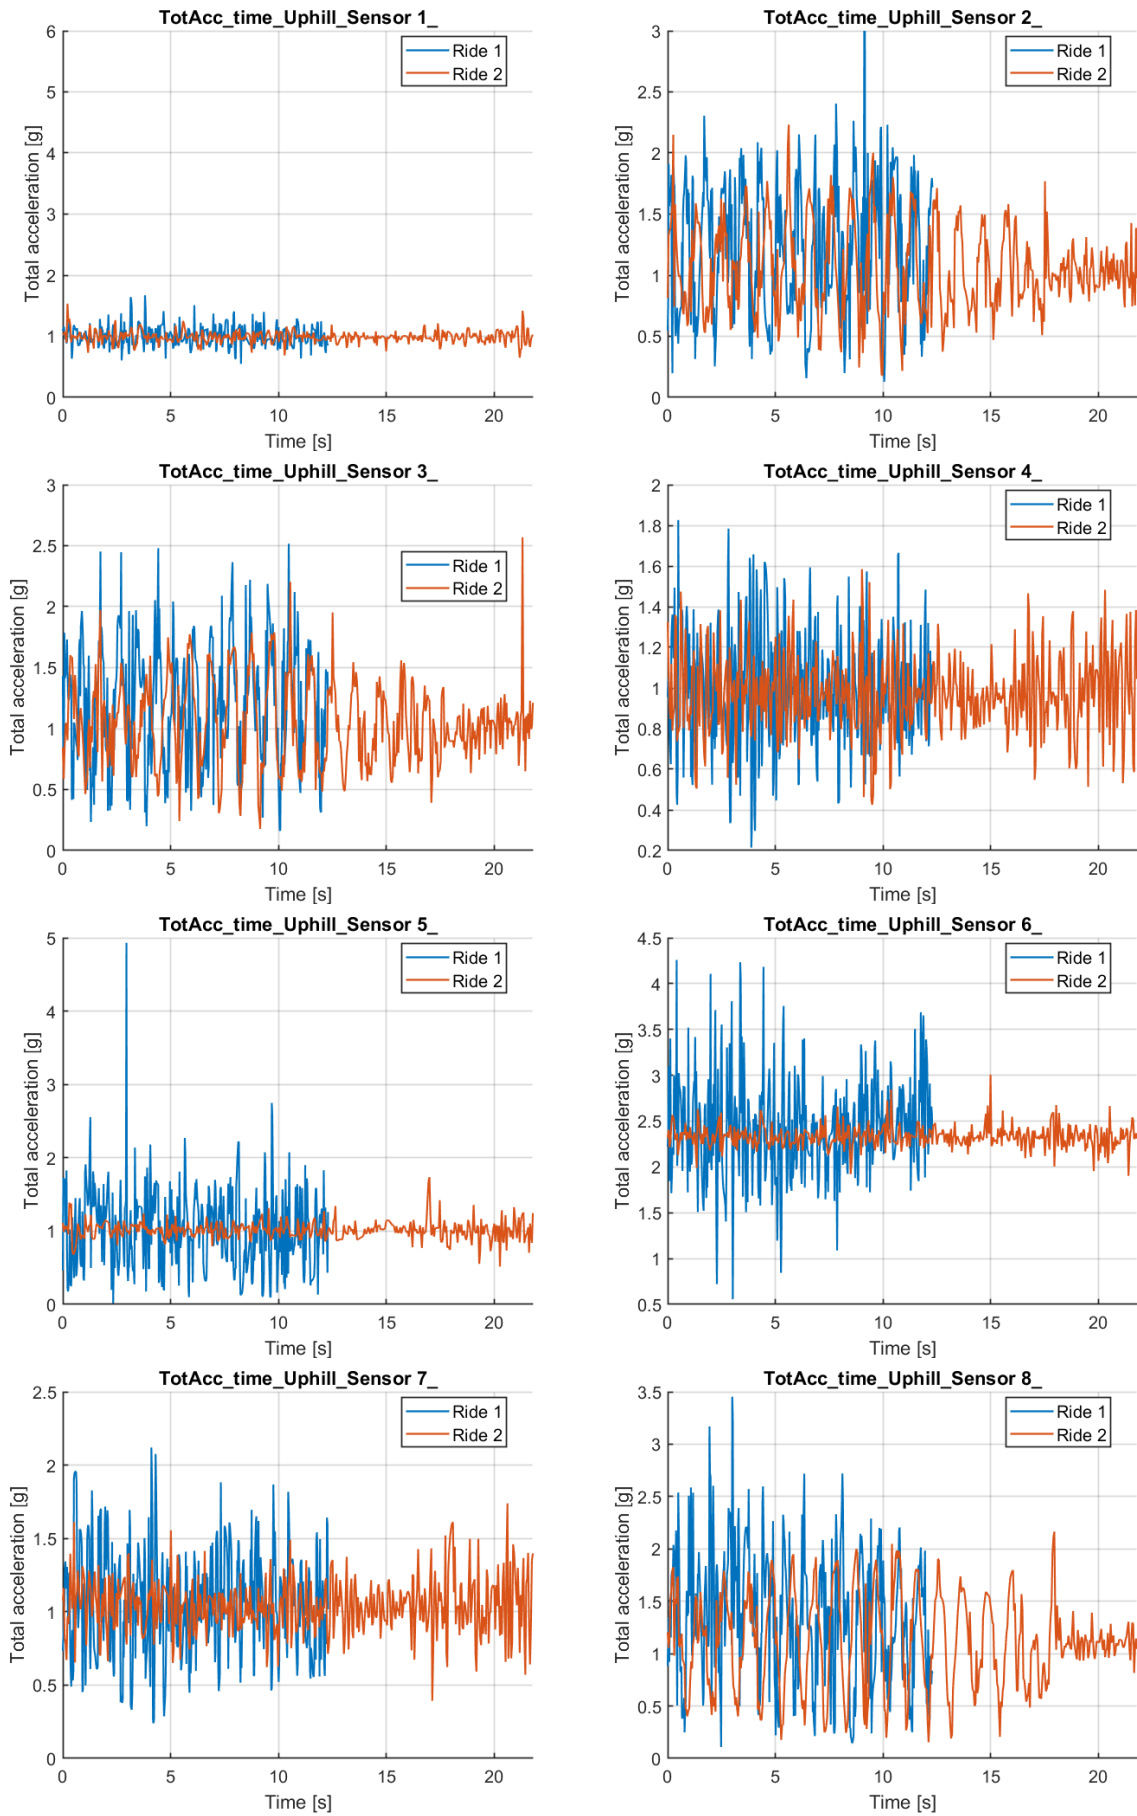 TotAcc_time_Uphill_Sensor 1_
6
5
4
3
2
1
0
Total acceleration [g]
Ride 1
Ride 2
0 5 10 15 20
Time [s]
TotAcc_time_Uphill_Sensor 2_
3
2.5
2
1.5
1
0.5
0
Total acceleration [g]
Ride 1
Ride 2
0 5 10 15 20
Time [s]
TotAcc_time_Uphill_Sensor 3_
3
2.5
2
1.5
1
0.5
0
Total acceleration [g]
Ride 1
Ride 2
0 5 10 15 20
Time [s]
TotAcc_time_Uphill_Sensor 4_
2
1.8
1.6
1.4
1.2
1
0.8
0.6
0.4
0.2
Total acceleration [g]
Ride 1
Ride 2
0 5 10 15 20
Time [s]
TotAcc_time_Uphill_Sensor 5_
5
4
3
2
1
0
Total acceleration [g]
Ride 1
Ride 2
0 5 10 15 20
Time [s]
TotAcc_time_Uphill_Sensor 6_
4.5
4
3.5
3
2.5
2
1.5
1
0.5
Total acceleration [g]
Ride 1
Ride 2
0 5 10 15 20
Time [s]
TotAcc_time_Uphill_Sensor 7_
2.5
2
1.5
1
0.5
0
Total acceleration [g]
Ride 1
Ride 2
0 5 10 15 20
Time [s]
TotAcc_time_Uphill_Sensor 8_
3.5
3
2.5
2
1.5
1
0.5
0
Total acceleration [g]
Ride 1
Ride 2
0 5 10 15 20
Time [s]